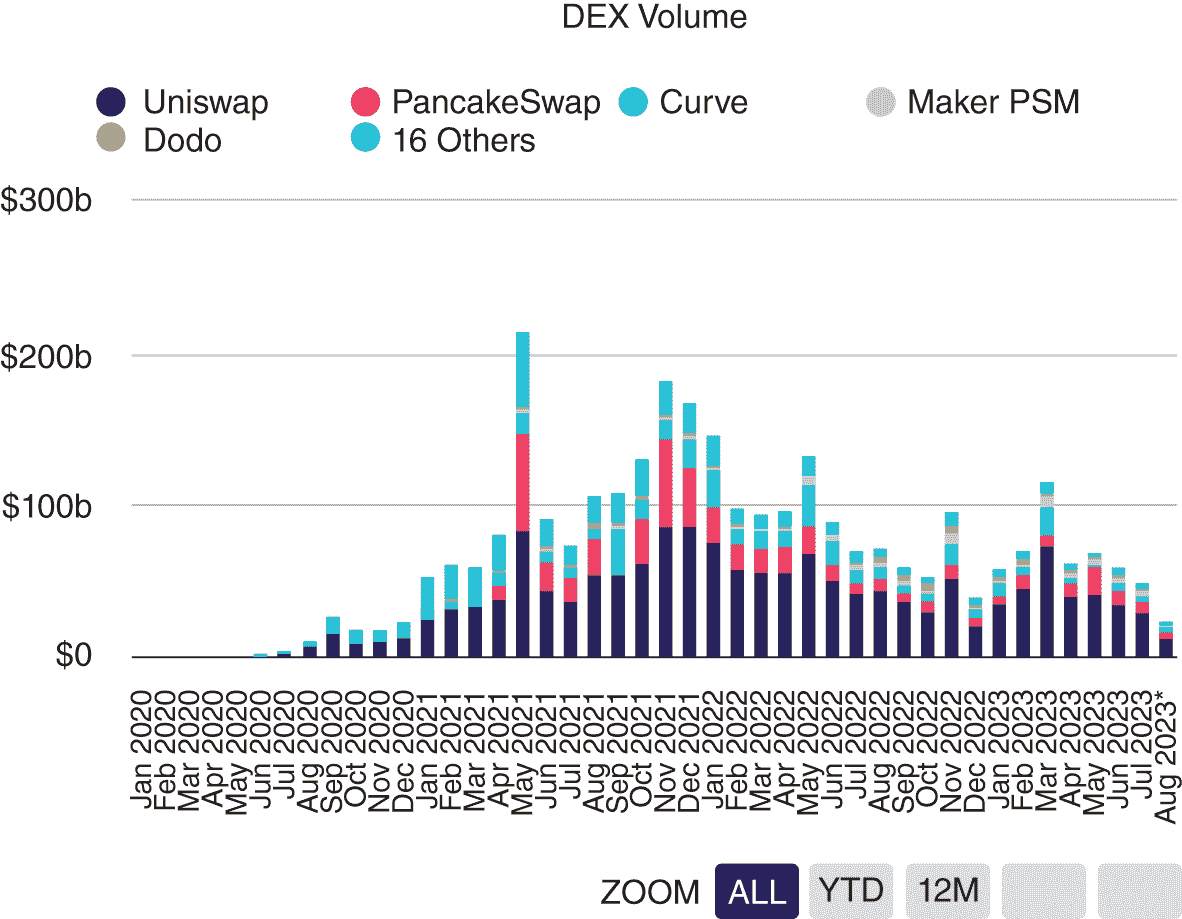 DEX Volume
Uniswap PancakeSwap Curve Maker PSM
Dodo 16 Others
$300b
$200b
$100b
$0
Jan 2020
Feb 2020
Mar 2020
Apr 2020
May 2020
Jun 2020
Jul 2020
Aug 2020
Sep 2020
Oct 2020
Nov 2020
Dec 2020
Jan 2021
Feb 2021
Mar 2021
Apr 2021
May 2021
Jun 2021
Jul 2021
Aug 2021
Sep 2021
Oct 2021
Nov 2021
Dec 2021
Jan 2022
Feb 2022
Mar 2022
Apr 2022
May 2022
Jun 2022
Jul 2022
Aug 2022
Sep 2022
Oct 2022
Nov 2022
Dec 2022
Jan 2023
Feb 2023
Mar 2023
Apr 2023
May 2023
Jun 2023
Jul 2023
Aug 2023*
ZOOM ALL YTD 12M